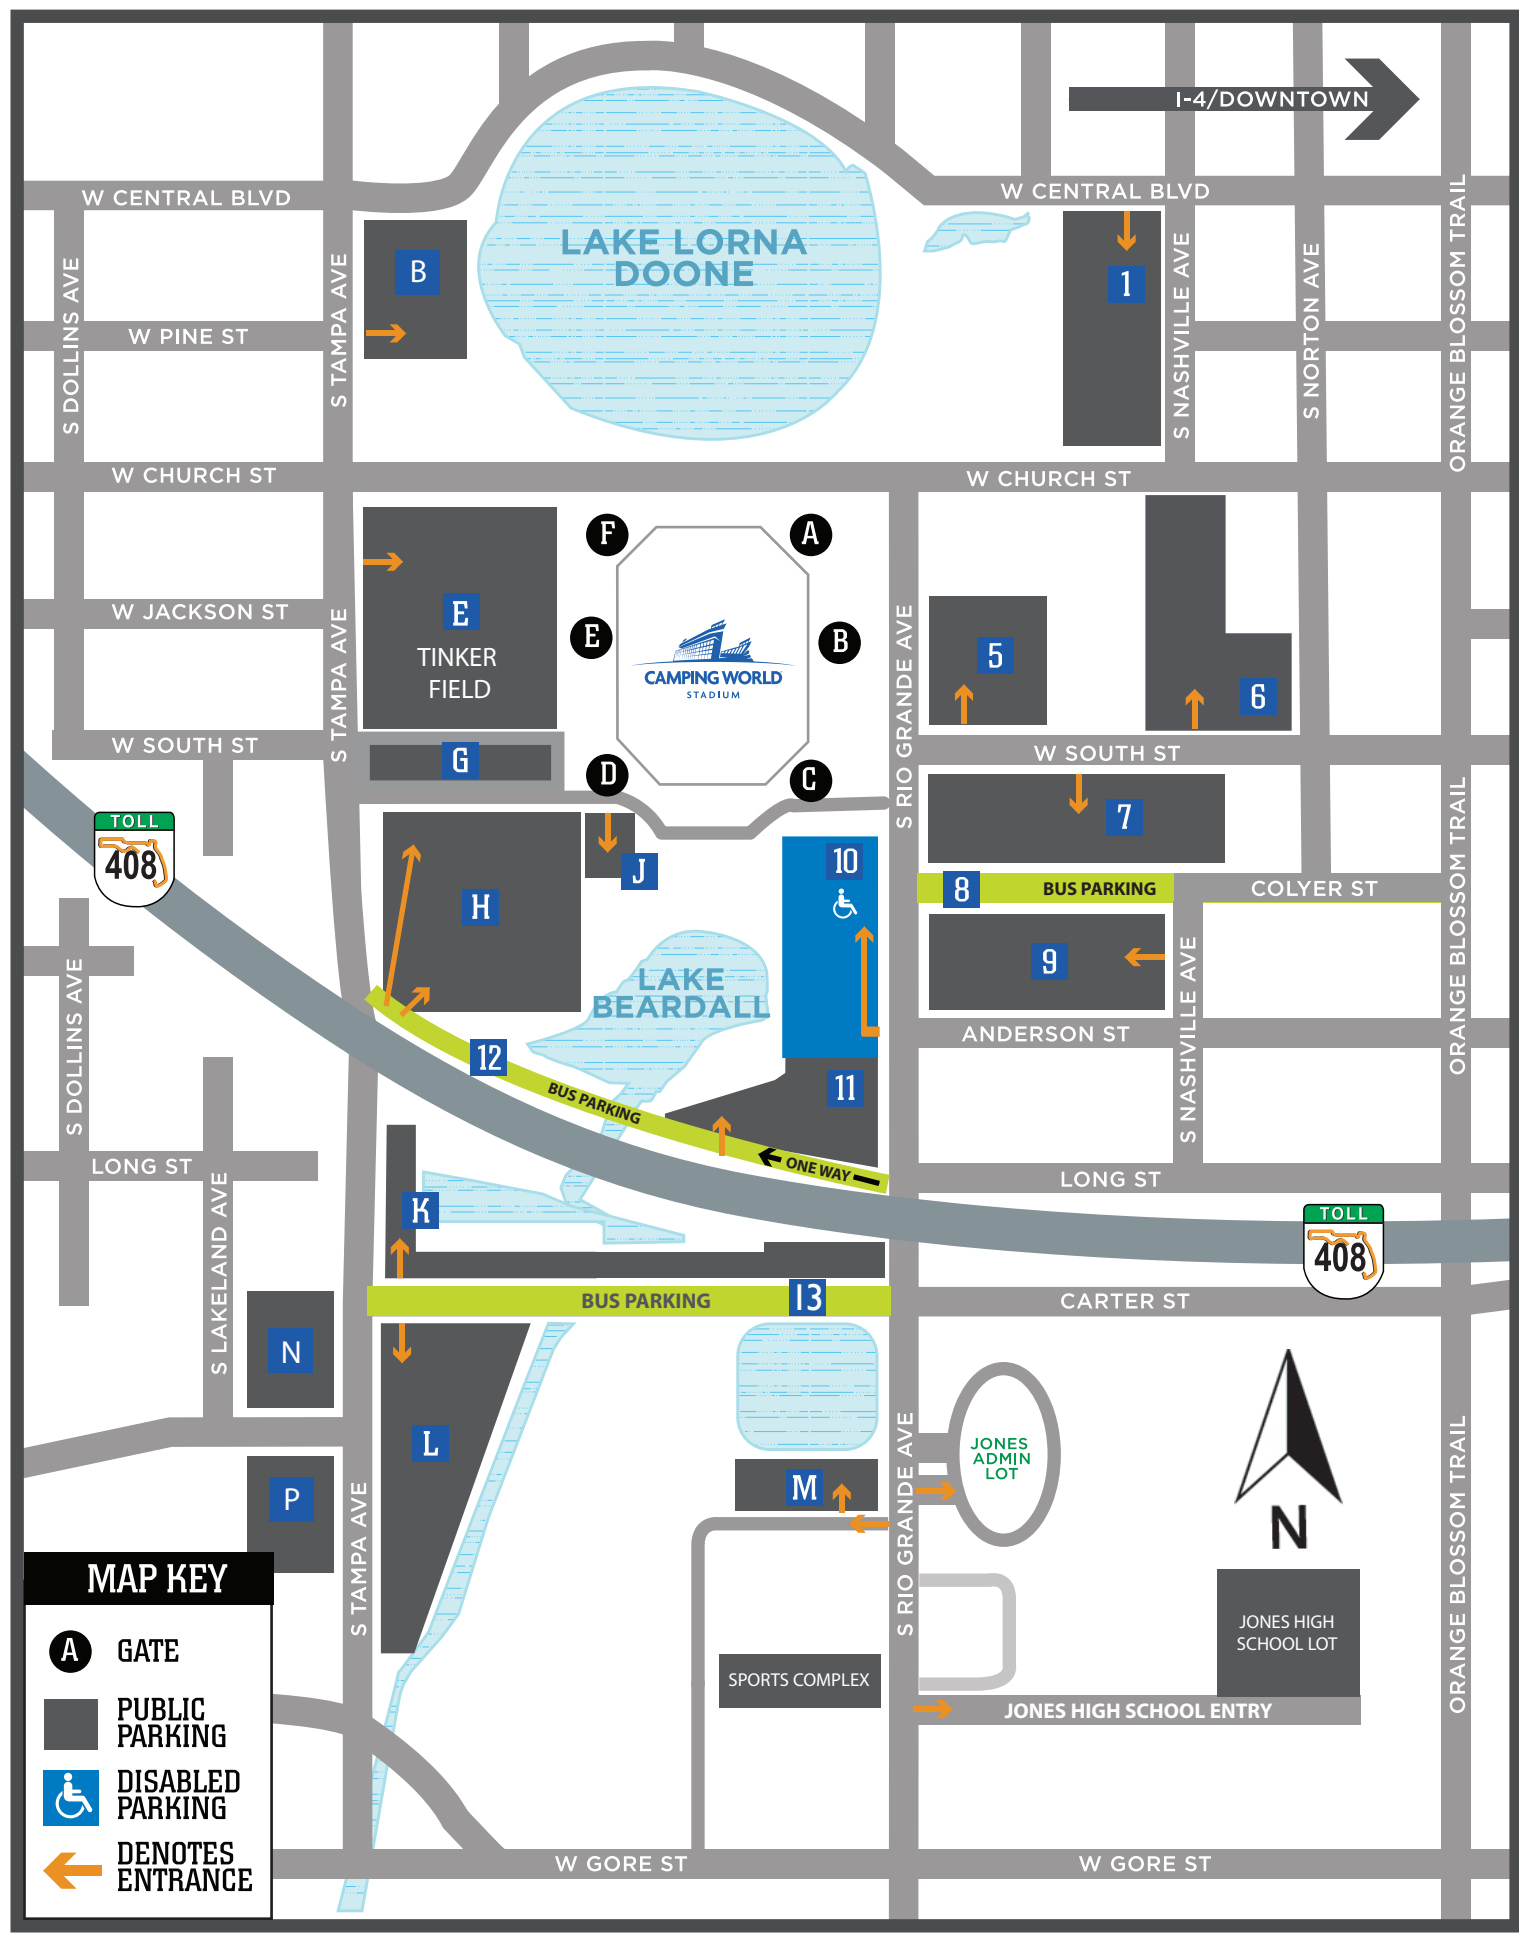 I-4/DOWNTOWN
W CENTRAL BLVD
W CENTRAL BLVD
ORANGE BLOSSOM TRAIL
S DOLLINS AVE
S TAMPA AVE
B
LAKE LORNA
DOONE
1
S NASHVILLE AVE
S NORTON AVE
W PINE ST
W CHURCH ST
W CHURCH ST
F
A
E
B
D
C
CAMPING WORLD
STADIUM
W JACKSON ST
S TAMPA AVE
E
TINKER
FIELD
S RIO GRANDE AVE
5
6
W SOUTH ST
G
W SOUTH ST
TOLL
408
H
J
10
7
8
BUS PARKING
COLYER ST
ORANGE BLOSSOM TRAIL
9
LAKE
BEARDALL
S DOLLINS AVE
ANDERSON ST
S NASHVILLE AVE
12
BUS PARKING
11
ONE WAY
LONG ST
LONG ST
K
S LAKELAND AVE
TOLL
408
BUS PARKING
13
CARTER ST
N
L
P
M
JONES
ADMIN
LOT
S TAMPA AVE
S RIO GRANDE AVE
ORANGE BLOSSOM TRAIL
N
JONES HIGH
SCHOOL LOT
SPORTS COMPLEX
JONES HIGH SCHOOL ENTRY
W GORE ST
W GORE ST
MAP KEY
A
GATE
PUBLIC
PARKING
DISABLED
PARKING
DENOTES
ENTRANCE